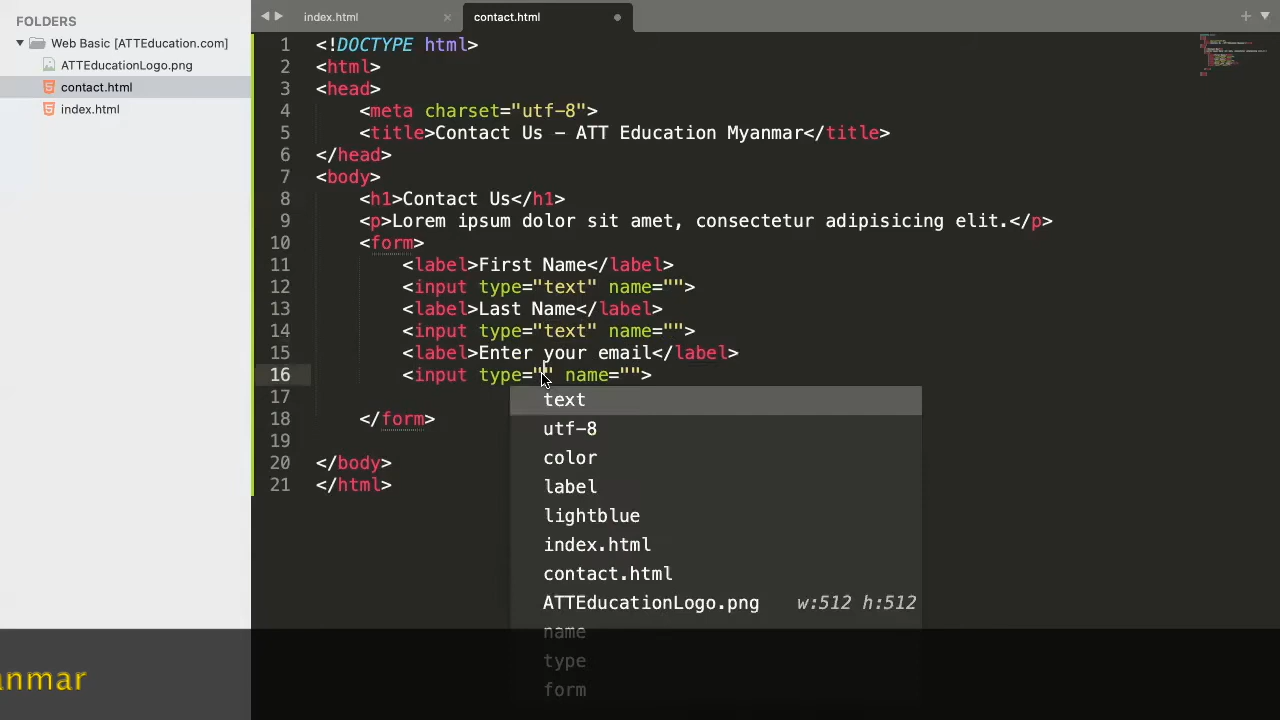 FOLDERS
Web Basic [ATTEducation.com]
ATTEducationLogo.png
contact.html
index.html
index.html
contact.html
1 <!DOCTYPE html>
2 <html>
3 <head>
4 <meta charset="utf-8">
5 <title>Contact Us - ATT Education Myanmar</title>
6 </head>
7 <body>
8 <h1>Contact Us</h1>
9 <p>Lorem ipsum dolor sit amet, consectetur adipisicing elit.</p>
10 <form>
11 <label>First Name</label>
12 <input type="text" name="">
13 <label>Last Name</label>
14 <input type="text" name="">
15 <label>Enter your email</label>
16 <input type="" name="">
17
18 </form>
19
20 </body>
21 </html>
text
utf-8
color
label
lightblue
index.html
contact.html
ATTEducationLogo.png w:512 h:512
name
type
form
anmar